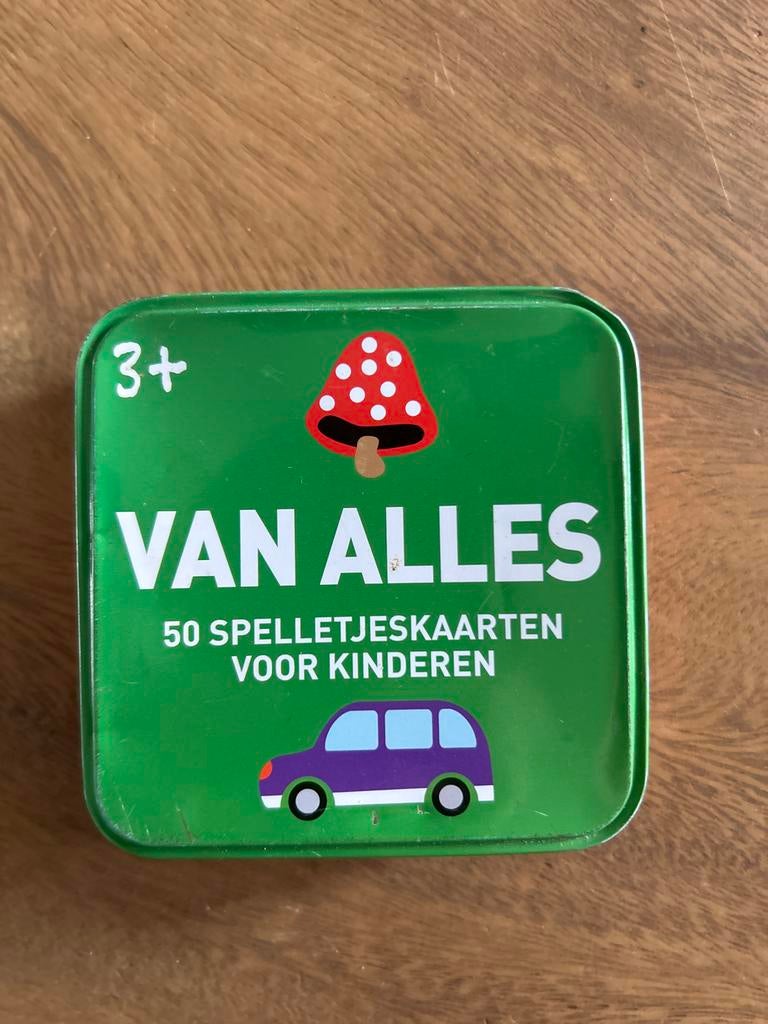 3+
VAN ALLES
50 SPELLETJESKAARTEN
VOOR KINDEREN